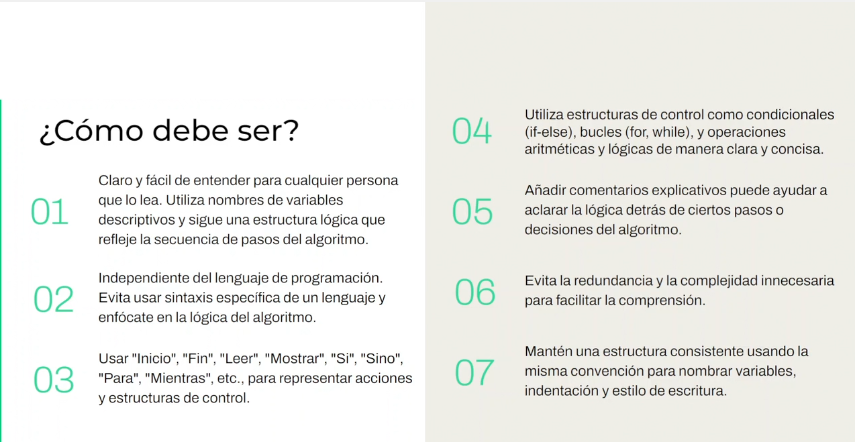 ¿Cómo debe ser?
01
Claro y fácil de entender para cualquier persona
que lo lea. Utiliza nombres de variables
descriptivos y sigue una estructura lógica que
refleje la secuencia de pasos del algoritmo.
02
Independiente del lenguaje de programación.
Evita usar sintaxis específica de un lenguaje y
enfócate en la lógica del algoritmo.
03
Usar "Inicio", "Fin", "Leer", "Mostrar", "Si", "Sino",
"Para", "Mientras", etc., para representar acciones
y estructuras de control.
04
Utiliza estructuras de control como condicionales
(if-else), bucles (for, while), y operaciones
aritméticas y lógicas de manera clara y concisa.
05
Añadir comentarios explicativos puede ayudar a
aclarar la lógica detrás de ciertos pasos o
decisiones del algoritmo.
06
Evita la redundancia y la complejidad innecesaria
para facilitar la comprensión.
07
Mantén una estructura consistente usando la
misma convención para nombrar variables,
indentación y estilo de escritura.